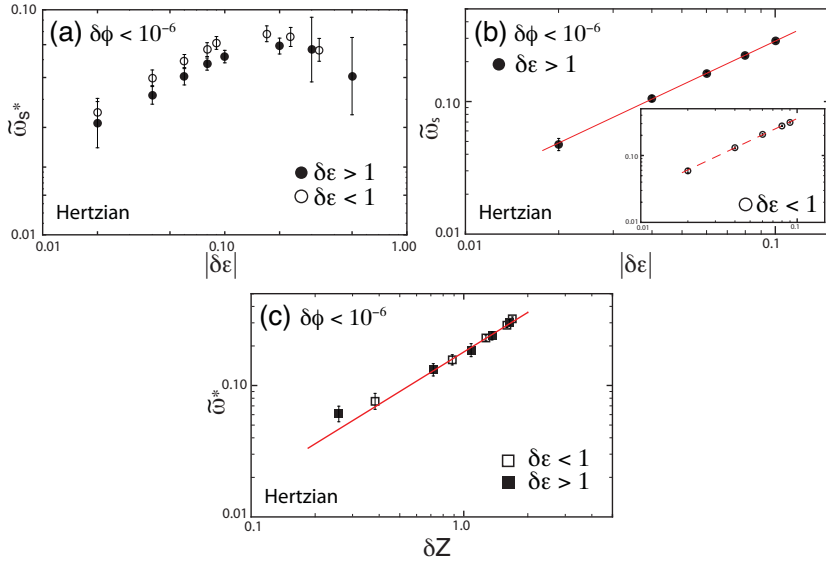 (a) δϕ < 10⁻⁶
0.10
ω̃s*
δε > 1
δε < 1
Hertzian
0.01
0.01
0.10
1.00
|δε|
(b) δϕ < 10⁻⁶
δε > 1
0.10
ω̃s
Hertzian
0.01
0.01
0.1
|δε|
0.10
0.01
0.01
0.10
δε < 1
(c) δϕ < 10⁻⁶
0.10
ω̃*
δε < 1
δε > 1
Hertzian
0.01
0.1
1.0
δZ